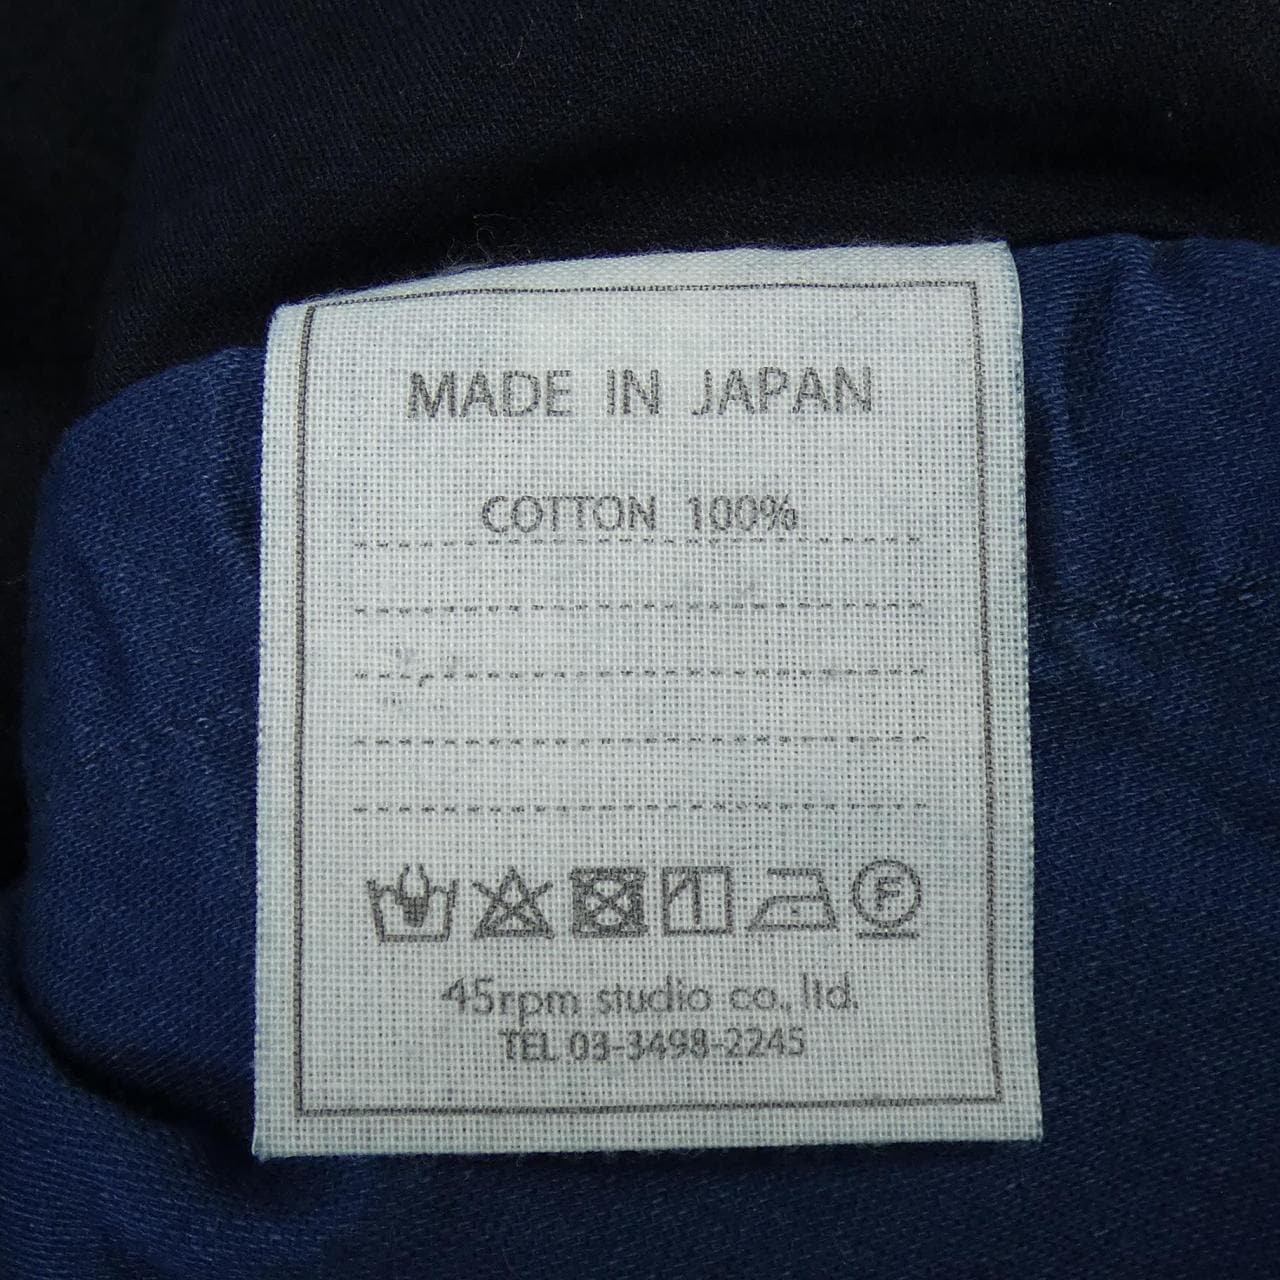 MADE IN JAPAN
COTTON 100%
F
45rpm studio co., ltd.
TEL 03-3498-2245